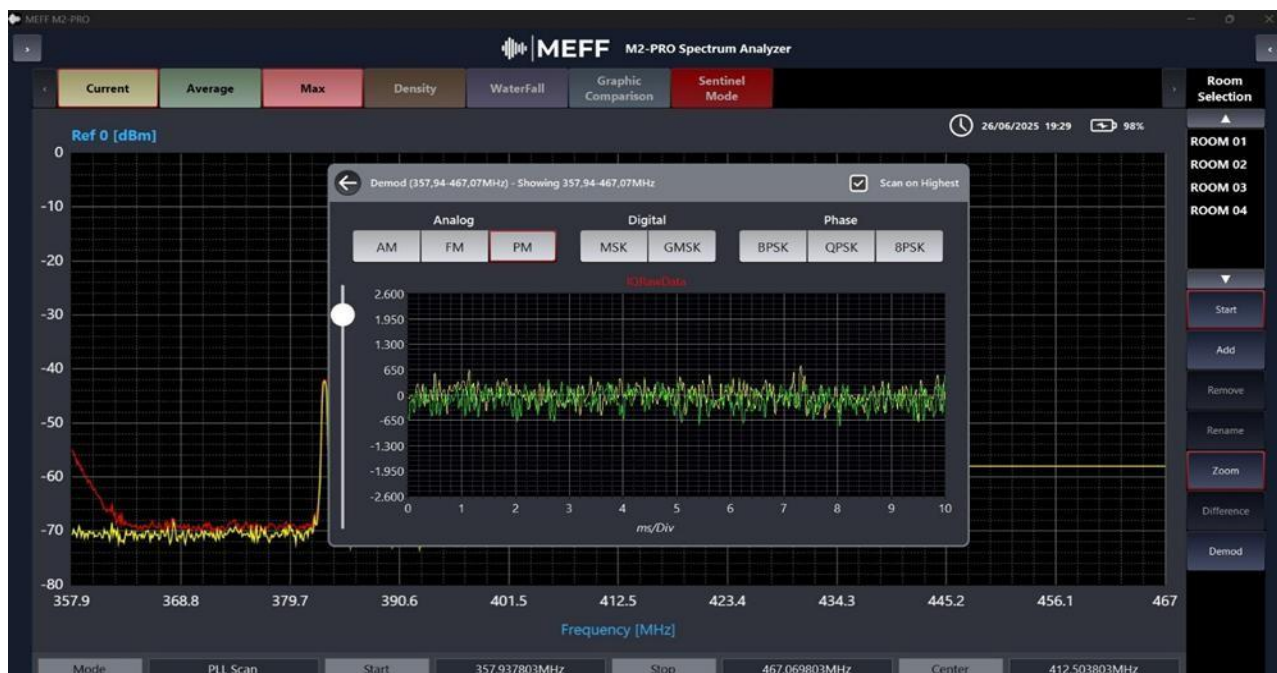 MEFF M2-PRO
MEFF M2-PRO Spectrum Analyzer
Current Average Max Density WaterFall Graphic Comparison Sentinel Mode
Room Selection
26/06/2025 19:29 98%
Ref 0 [dBm]
ROOM 01
ROOM 02
ROOM 03
ROOM 04
Start
Add
Remove
Rename
Zoom
Difference
Demod
0
-10
-20
-30
-40
-50
-60
-70
-80
Demod (357,94-467,07MHz) - Showing 357,94-467,07MHz Scan on Highest
Analog Digital Phase
AM FM PM MSK GMSK BPSK QPSK 8PSK
IQRawData
2.600
1.950
1.300
650
0
-650
-1.300
-1.950
-2.600
0 1 2 3 4 5 6 7 8 9 10
ms/Div
357.9 368.8 379.7 390.6 401.5 412.5 423.4 434.3 445.2 456.1 467
Frequency [MHz]
Mode PLL Scan Start 357.937803MHz Stop 467.069803MHz Center 412.503803MHz